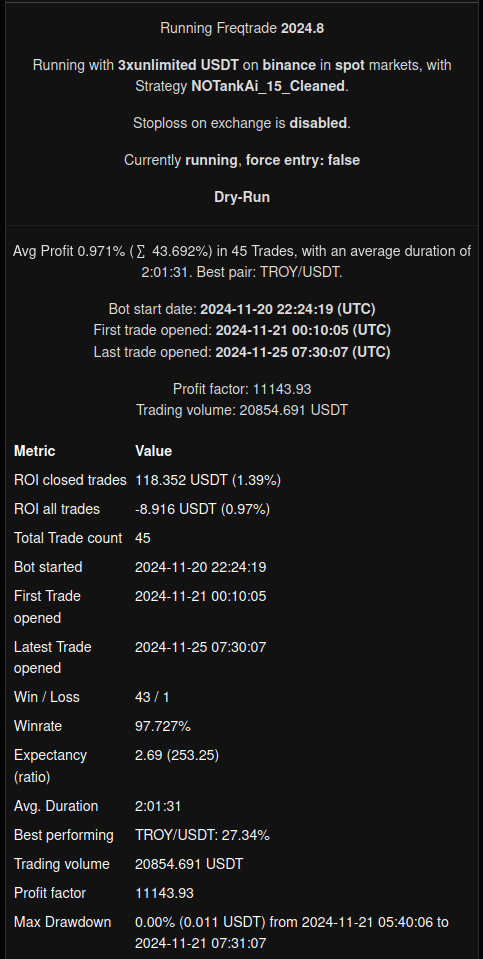 Running Freqtrade 2024.8
Running with 3xunlimited USDT on binance in spot markets, with
Strategy NOTankAi_15_Cleaned.
Stoploss on exchange is disabled.
Currently running, force entry: false
Dry-Run
Avg Profit 0.971% (∑ 43.692%) in 45 Trades, with an average duration of
2:01:31. Best pair: TROY/USDT.
Bot start date: 2024-11-20 22:24:19 (UTC)
First trade opened: 2024-11-21 00:10:05 (UTC)
Last trade opened: 2024-11-25 07:30:07 (UTC)
Profit factor: 11143.93
Trading volume: 20854.691 USDT
Metric Value
ROI closed trades 118.352 USDT (1.39%)
ROI all trades -8.916 USDT (0.97%)
Total Trade count 45
Bot started 2024-11-20 22:24:19
First Trade 2024-11-21 00:10:05
opened
Latest Trade 2024-11-25 07:30:07
opened
Win / Loss 43 / 1
Winrate 97.727%
Expectancy 2.69 (253.25)
(ratio)
Avg. Duration 2:01:31
Best performing TROY/USDT: 27.34%
Trading volume 20854.691 USDT
Profit factor 11143.93
Max Drawdown 0.00% (0.011 USDT) from 2024-11-21 05:40:06 to
2024-11-21 07:31:07